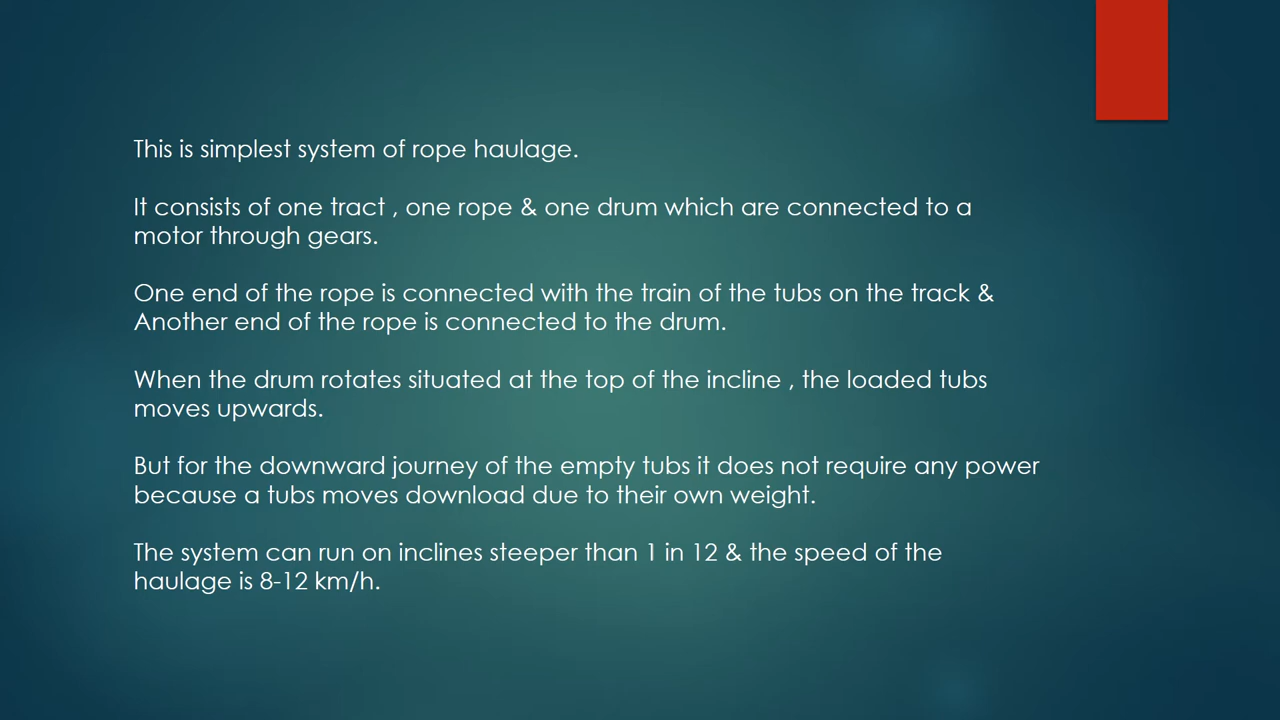 This is simplest system of rope haulage.
It consists of one tract , one rope & one drum which are connected to a
motor through gears.
One end of the rope is connected with the train of the tubs on the track &
Another end of the rope is connected to the drum.
When the drum rotates situated at the top of the incline , the loaded tubs
moves upwards.
But for the downward journey of the empty tubs it does not require any power
because a tubs moves download due to their own weight.
The system can run on inclines steeper than 1 in 12 & the speed of the
haulage is 8-12 km/h.